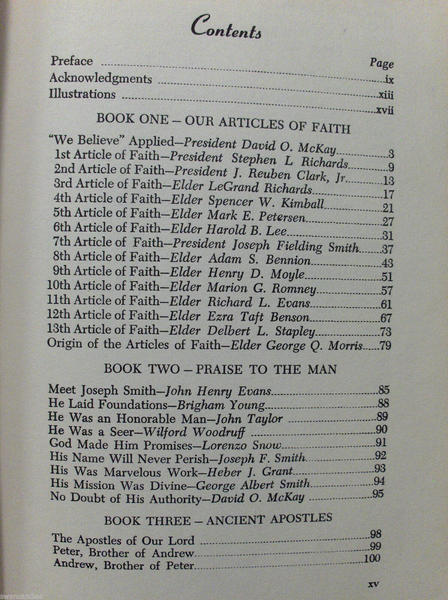 Contents
Preface Page
Acknowledgments ix
Illustrations xiii
xvii
BOOK ONE — OUR ARTICLES OF FAITH
"We Believe" Applied—President David O. McKay 3
1st Article of Faith—President Stephen L Richards 9
2nd Article of Faith—President J. Reuben Clark, Jr. 13
3rd Article of Faith—Elder LeGrand Richards 17
4th Article of Faith—Elder Spencer W. Kimball 21
5th Article of Faith—Elder Mark E. Petersen 27
6th Article of Faith—Elder Harold B. Lee 31
7th Article of Faith—President Joseph Fielding Smith 37
8th Article of Faith—Elder Adam S. Bennion 43
9th Article of Faith—Elder Henry D. Moyle 51
10th Article of Faith—Elder Marion G. Romney 57
11th Article of Faith—Elder Richard L. Evans 61
12th Article of Faith—Elder Ezra Taft Benson 67
13th Article of Faith—Elder Delbert L. Stapley 73
Origin of the Articles of Faith—Elder George Q. Morris 79
BOOK TWO — PRAISE TO THE MAN
Meet Joseph Smith—John Henry Evans 85
He Laid Foundations—Brigham Young 88
He Was an Honorable Man—John Taylor 89
He Was a Seer—Wilford Woodruff 90
God Made Him Promises—Lorenzo Snow 91
His Name Will Never Perish—Joseph F. Smith 92
His Was Marvelous Work—Heber J. Grant 93
His Mission Was Divine—George Albert Smith 94
No Doubt of His Authority—David O. McKay 95
BOOK THREE — ANCIENT APOSTLES
The Apostles of Our Lord 98
Peter, Brother of Andrew 99
Andrew, Brother of Peter 100
xv